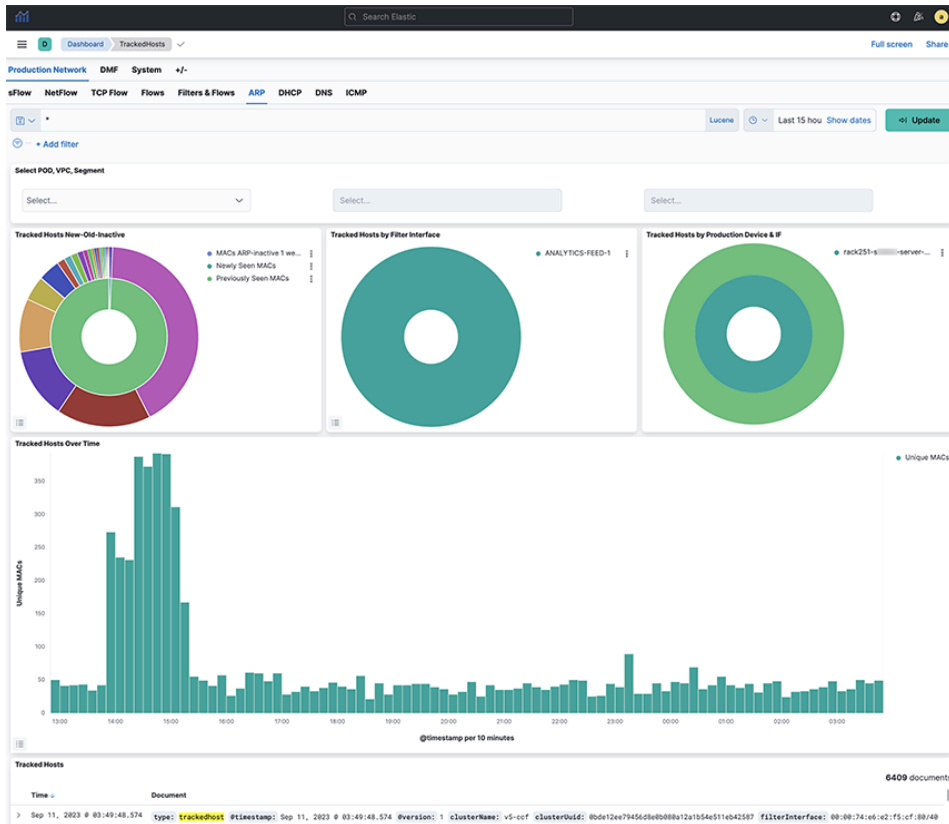 Search Elastic
a
D Dashboard TrackedHosts Full screen Share
Production Network DMF System +/-
sFlow NetFlow TCP Flow Flows Filters & Flows ARP DHCP DNS ICMP
* Lucene Last 15 hou Show dates Update
+ Add filter
Select POD, VPC, Segment
Select... Select... Select...
Tracked Hosts New-Old-Inactive
MACs ARP-inactive 1 we...
Newly Seen MACs
Previously Seen MACs
Tracked Hosts by Filter Interface
ANALYTICS-FEED-1
Tracked Hosts by Production Device & IF
rack251-s -server-...
Tracked Hosts Over Time
Unique MACs
350
300
250
200
150
100
50
0
Unique MACs
13:00 14:00 15:00 16:00 17:00 18:00 19:00 20:00 21:00 22:00 23:00 00:00 01:00 02:00 03:00
@timestamp per 10 minutes
Tracked Hosts
6409 documents
Time Document
Sep 11, 2023 @ 03:49:48.574 type: trackedhost @timestamp: Sep 11, 2023 @ 03:49:48.574 @version: 1 clusterName: v5-ccf clusterUuid: 0bde12ee79456d8e0b080a12a1b54e511eb42587 filterInterface: 00:00:74:e6:e2:f5:cf:80/40